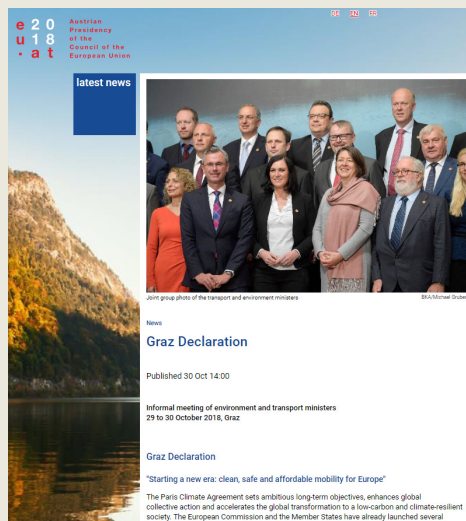 DE EN FR
eu2018.at
Austrian
Presidency
of the
Council of the
European Union
latest news
Joint group photo of the transport and environment ministers
BKA/Michael Gruber
News
Graz Declaration
Published 30 Oct 14:00
Informal meeting of environment and transport ministers
29 to 30 October 2018, Graz
Graz Declaration
"Starting a new era: clean, safe and affordable mobility for Europe"
The Paris Climate Agreement sets ambitious long-term objectives, enhances global
collective action and accelerates the global transformation to a low-carbon and climate-resilient
society. The European Commission and the Member States have already launched several